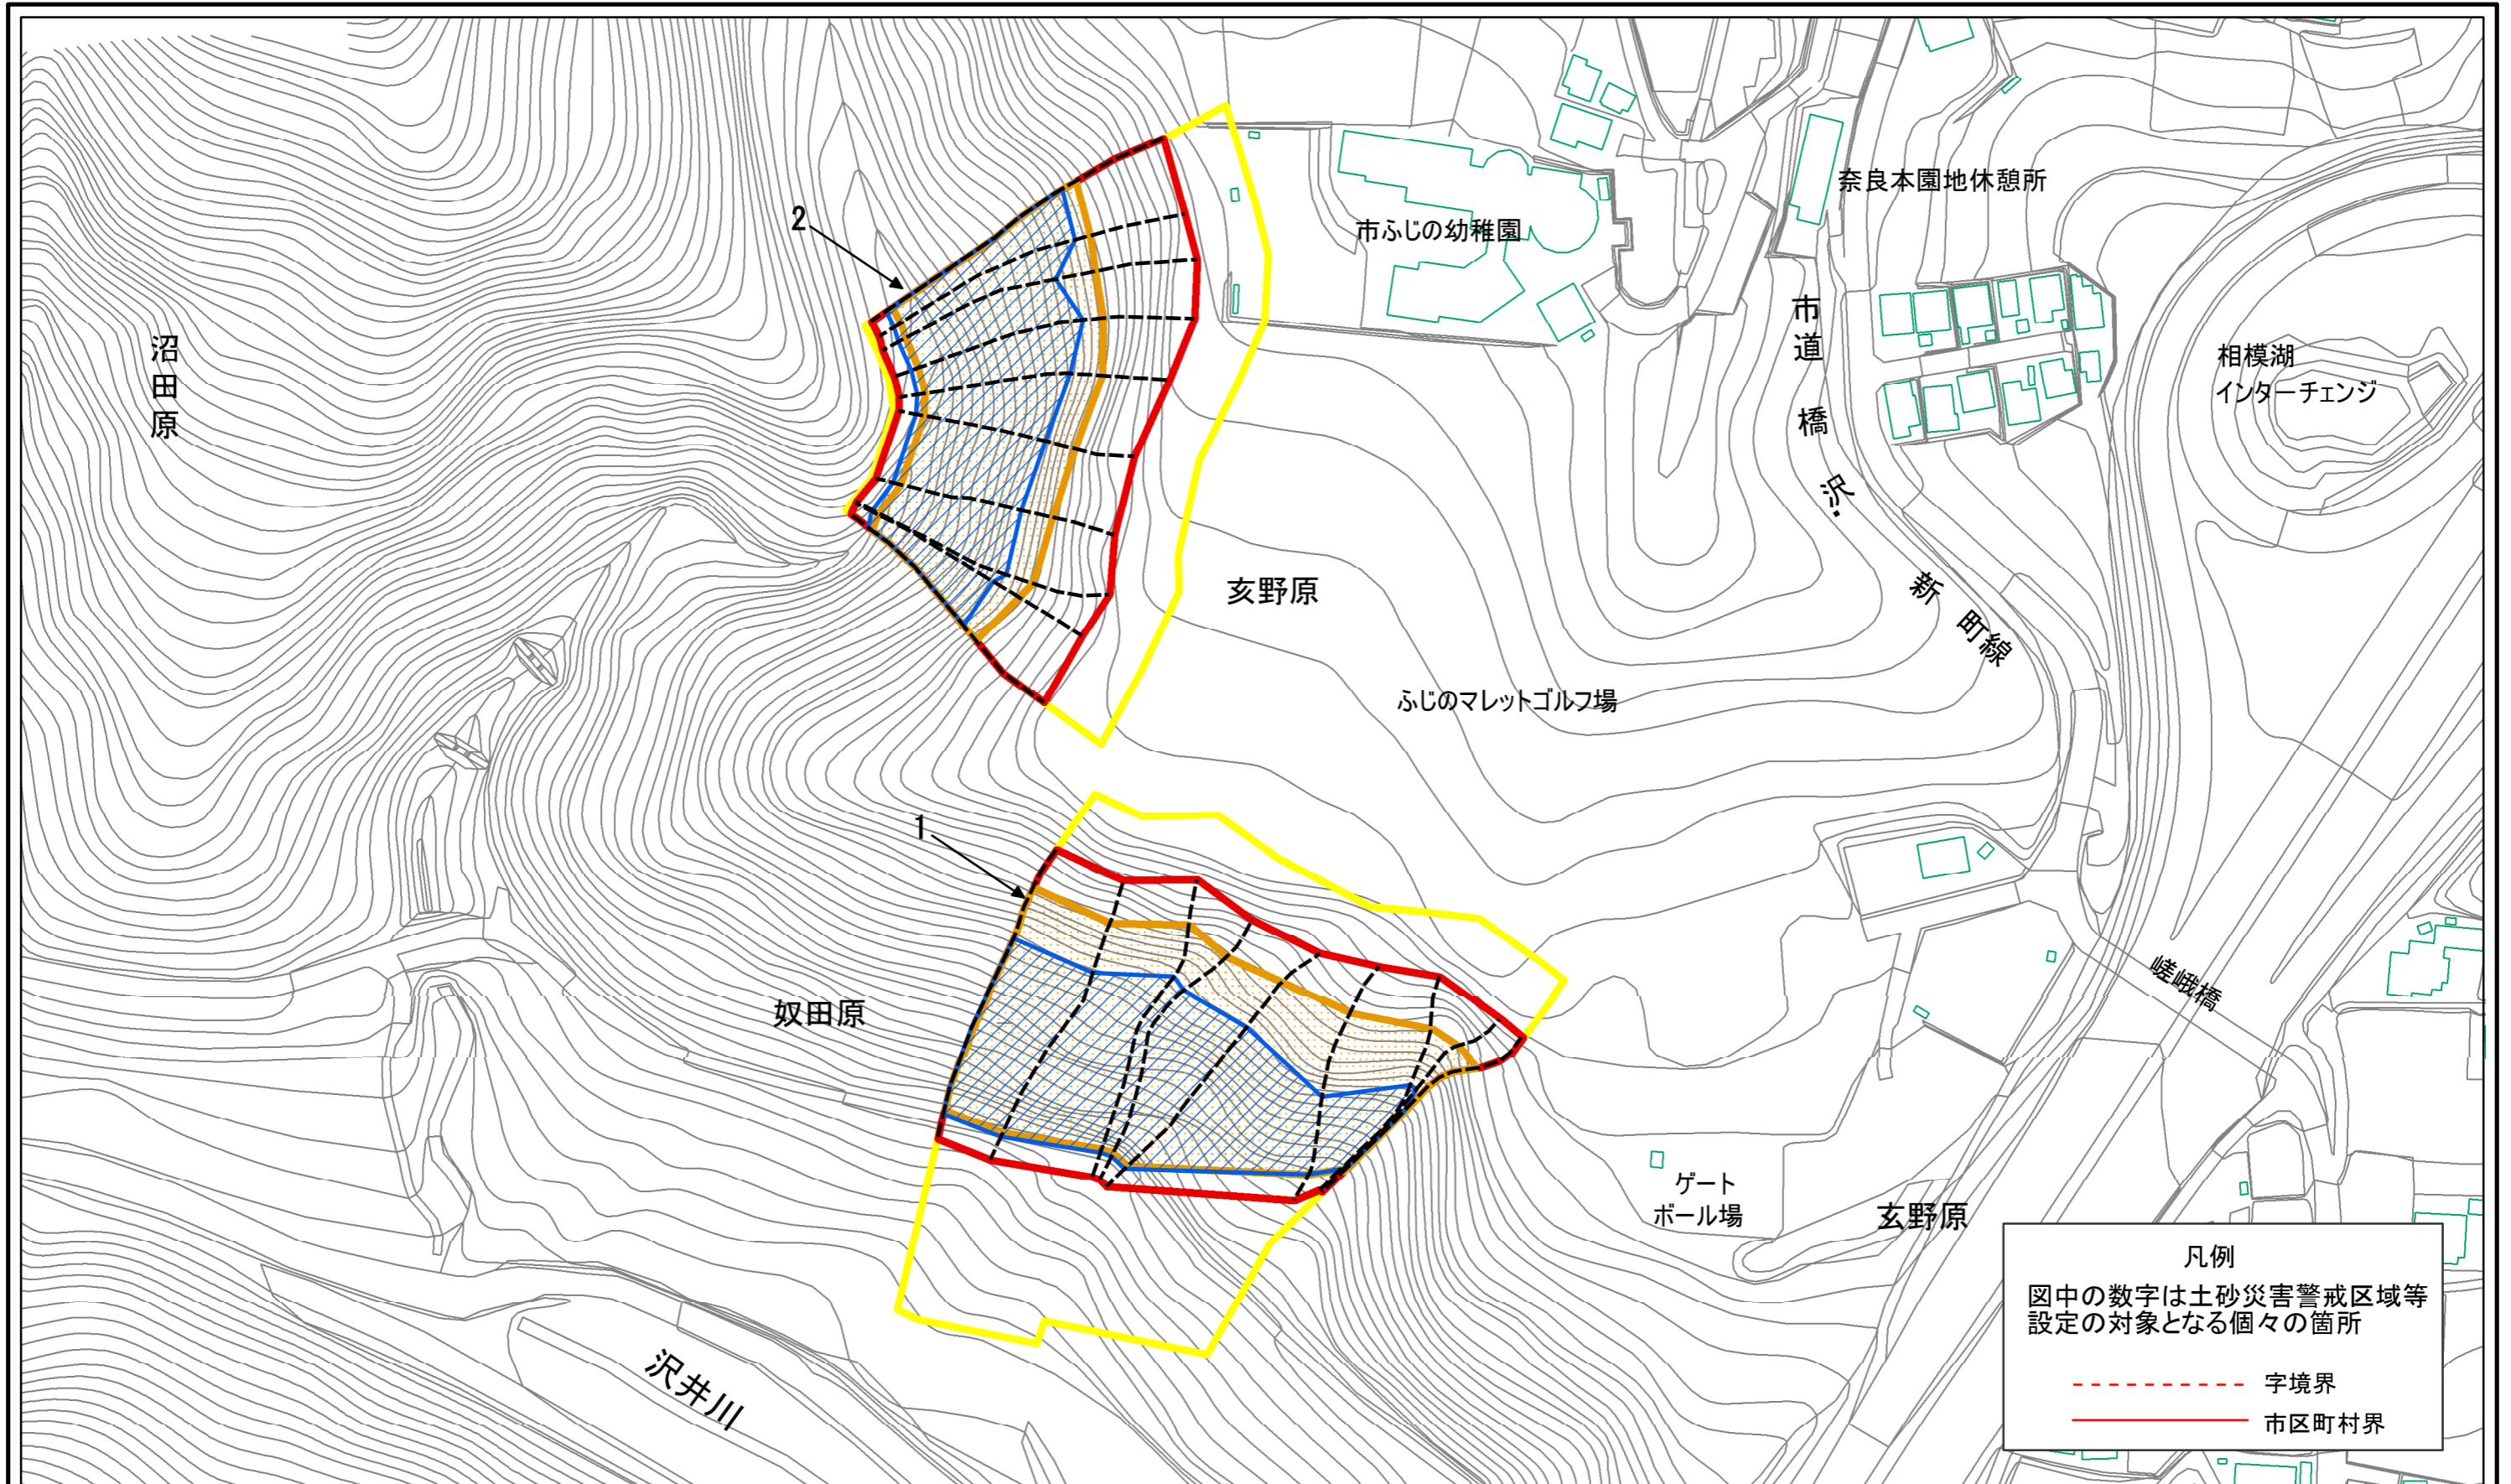 奈良本園地休憩所
2
市ふじの幼稚園
市道橋沢・新町線
沼田原
相模湖
インターチェンジ
亥野原
ふじのマレットゴルフ場
1
嵯峨橋
奴田原
ゲート
ボール場
玄野原
沢井川
凡例
図中の数字は土砂災害警戒区域等
設定の対象となる個々の箇所
字境界
市区町村界